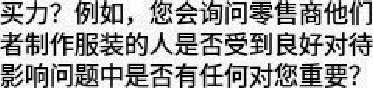 买力？例如，您会询问零售商他们
者制作服装的人是否受到良好对待
影响问题中是否有任何对您重要？